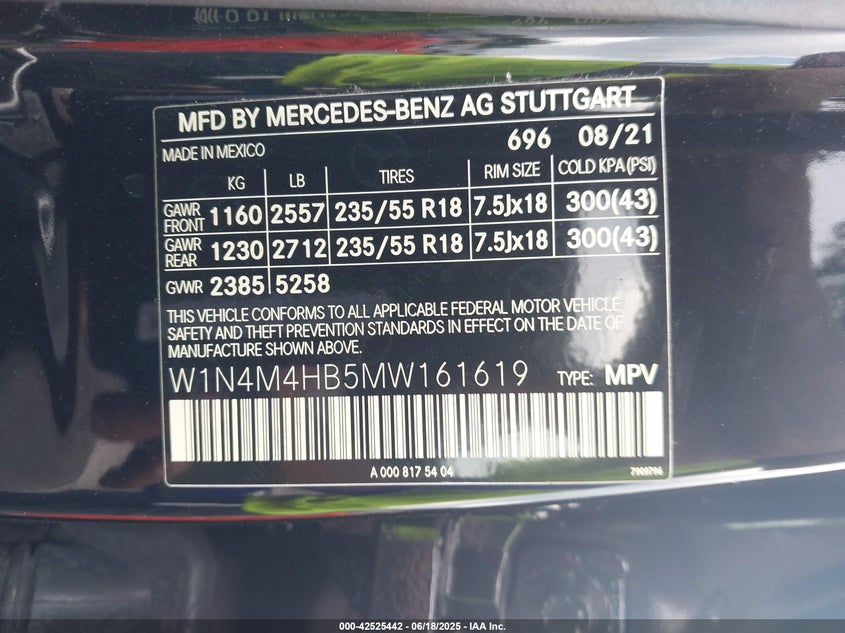 MFD BY MERCEDES-BENZ AG STUTTGART
MADE IN MEXICO 696 08/21
KG LB TIRES RIM SIZE COLD KPA(PSI)
GAWR FRONT 1160 2557 235/55 R18 7.5Jx18 300(43)
GAWR REAR 1230 2712 235/55 R18 7.5Jx18 300(43)
GVWR 2385 5258
THIS VEHICLE CONFORMS TO ALL APPLICABLE FEDERAL MOTOR VEHICLE
SAFETY AND THEFT PREVENTION STANDARDS IN EFFECT ON THE DATE OF
MANUFACTURE SHOWN ABOVE.
W1N4M4HB5MW161619 TYPE: MPV
A 000 817 54 04 7909796
000-42525442 - 06/18/2025 - IAA Inc.